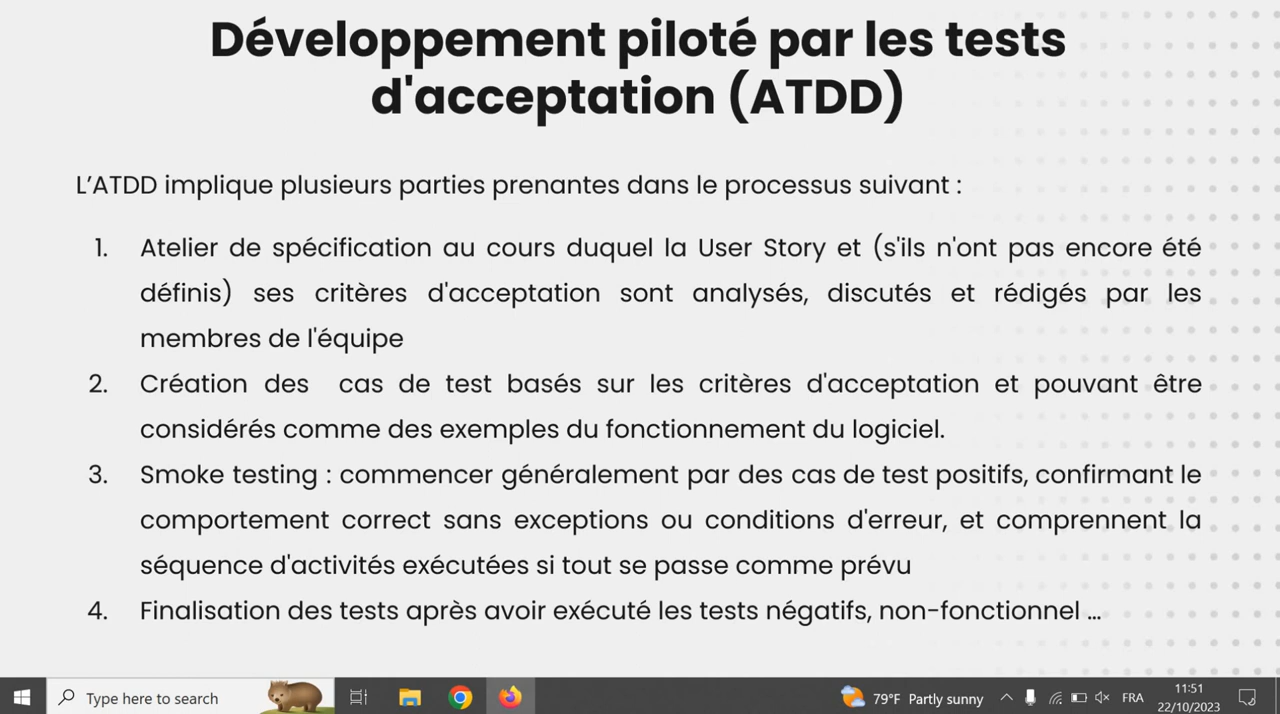 Développement piloté par les tests
d'acceptation (ATDD)
L'ATDD implique plusieurs parties prenantes dans le processus suivant :
1. Atelier de spécification au cours duquel la User Story et (s'ils n'ont pas encore été
définis) ses critères d'acceptation sont analysés, discutés et rédigés par les
membres de l'équipe
2. Création des cas de test basés sur les critères d'acceptation et pouvant être
considérés comme des exemples du fonctionnement du logiciel.
3. Smoke testing : commencer généralement par des cas de test positifs, confirmant le
comportement correct sans exceptions ou conditions d'erreur, et comprennent la
séquence d'activités exécutées si tout se passe comme prévu
4. Finalisation des tests après avoir exécuté les tests négatifs, non-fonctionnel ...
Type here to search
79°F Partly sunny
FRA
11:51
22/10/2023